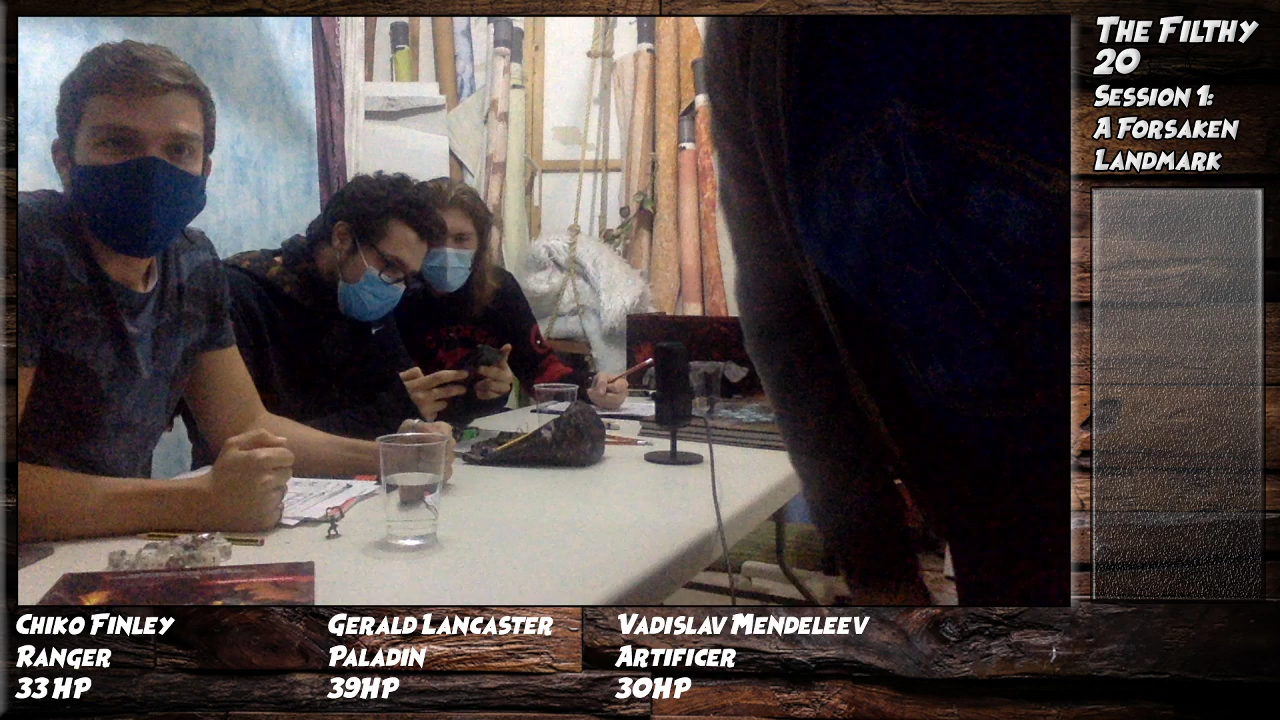 The Filthy
20
Session 1:
A Forsaken
Landmark
Chiko Finley
Ranger
33 HP
Gerald Lancaster
Paladin
39HP
Vadislav Mendeleev
Artificer
30HP